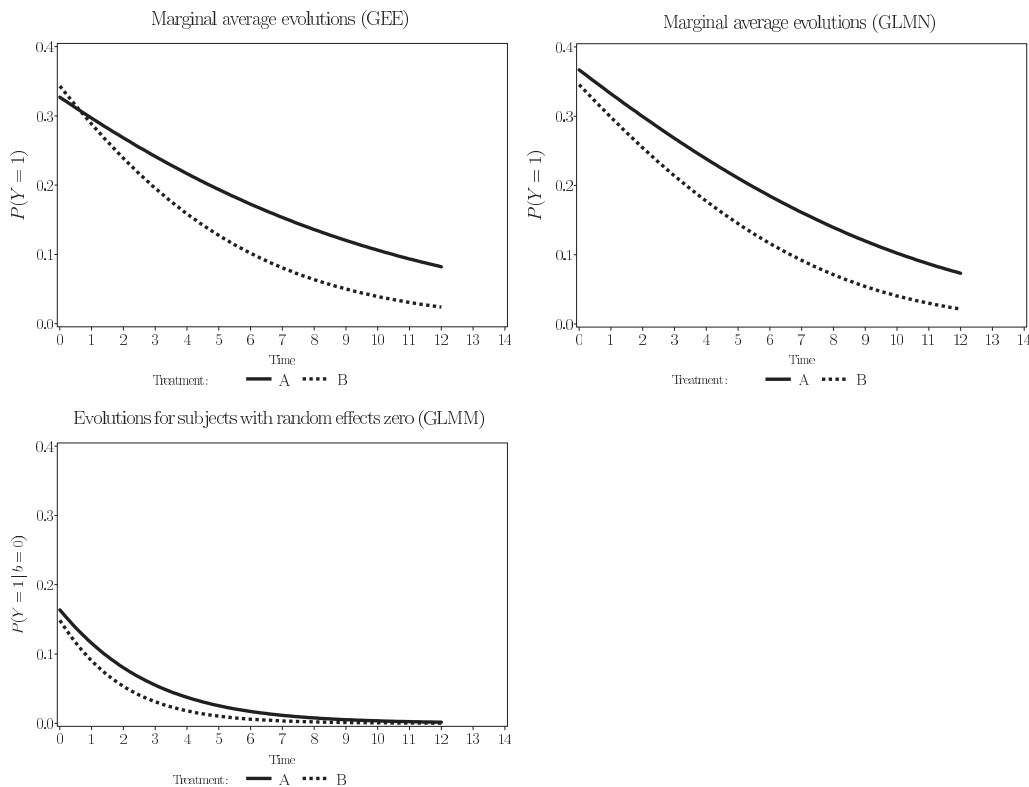 Marginal average evolutions (GEE)
0.4
0.3
0.2
0.1
0.0
P(Y = 1)
0 1 2 3 4 5 6 7 8 9 10 11 12 13 14
Time
Treatment: A B
Marginal average evolutions (GLMN)
0.4
0.3
0.2
0.1
0.0
P(Y = 1)
0 1 2 3 4 5 6 7 8 9 10 11 12 13 14
Time
Treatment: A B
Evolutions for subjects with random effects zero (GLMM)
0.4
0.3
0.2
0.1
0.0
P(Y = 1 | b = 0)
0 1 2 3 4 5 6 7 8 9 10 11 12 13 14
Time
Treatment: A B